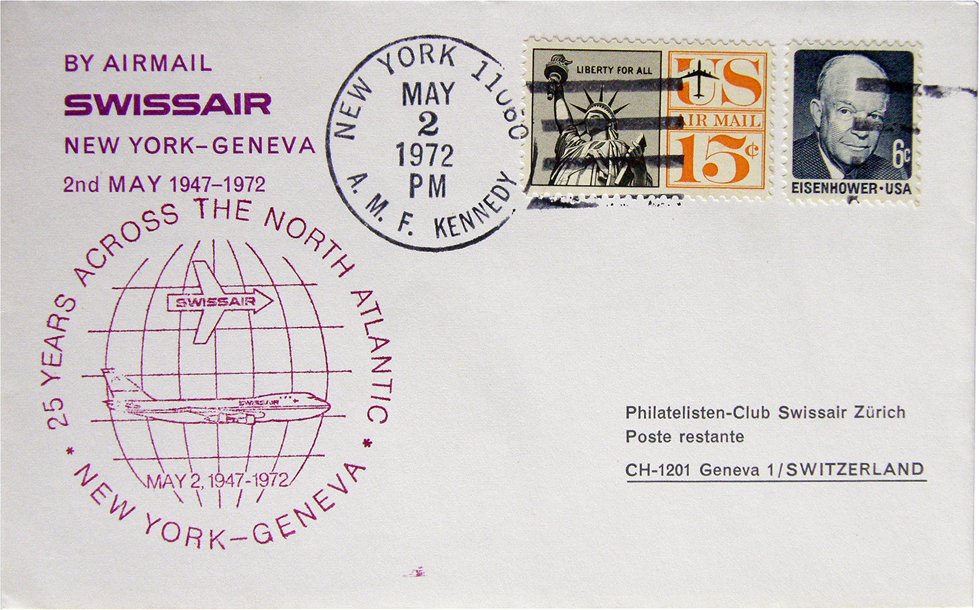 BY AIRMAIL
SWISSAIR
NEW YORK–GENEVA
2nd MAY 1947–1972
25 YEARS ACROSS THE NORTH ATLANTIC
* NEW YORK–GENEVA *
SWISSAIR
SWISSAIR
MAY 2, 1947-1972
NEW YORK
MAY
2
1972
PM
A. M. F. KENNEDY
LIBERTY FOR ALL
US
AIR MAIL
15¢
6c
EISENHOWER·USA
Philatelisten-Club Swissair Zürich
Poste restante
CH-1201 Geneva 1/SWITZERLAND